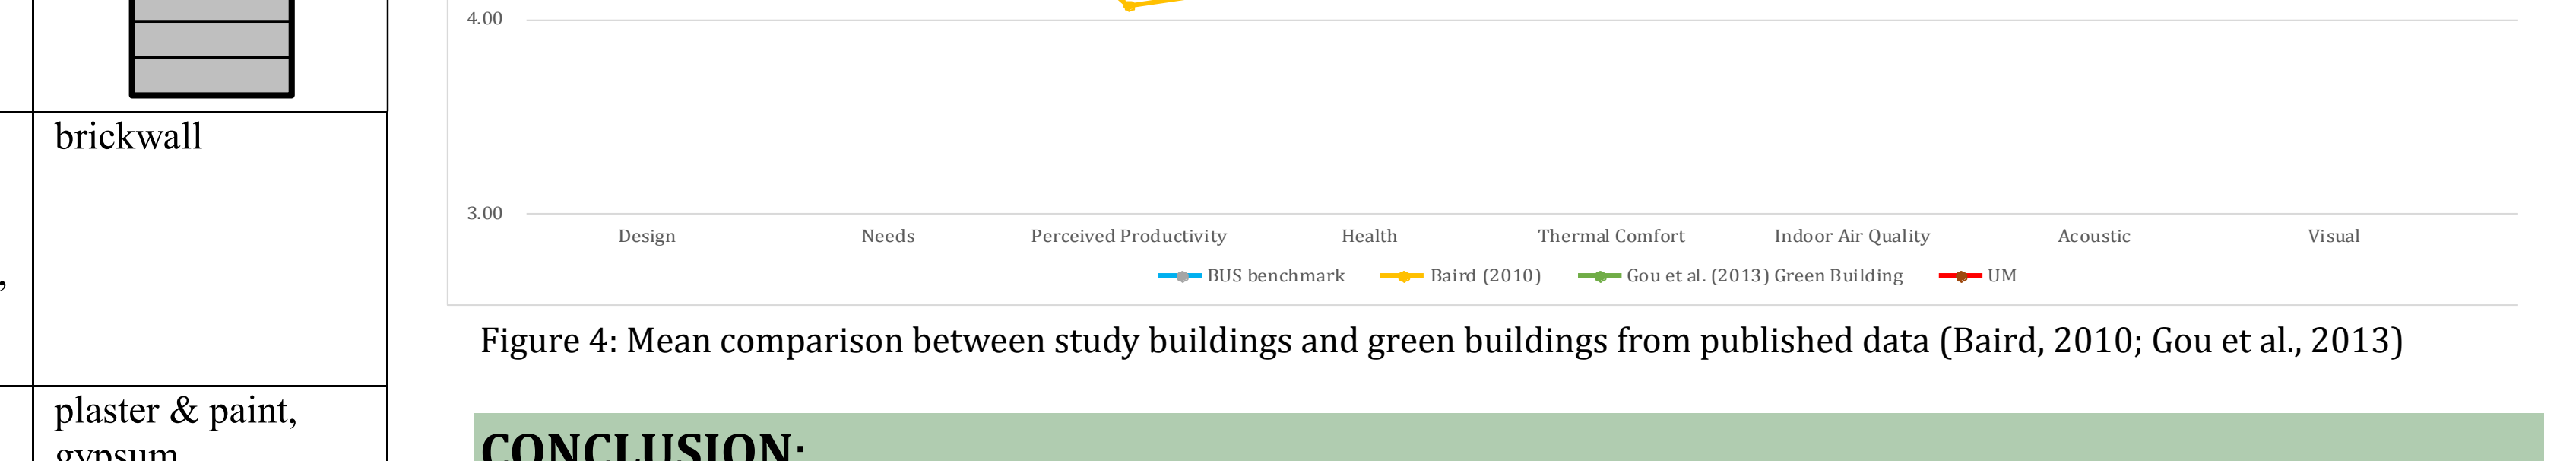 brickwall
,
plaster & paint,
gypsum
4.00
3.00
Design Needs Perceived Productivity Health Thermal Comfort Indoor Air Quality Acoustic Visual
BUS benchmark Baird (2010) Gou et al. (2013) Green Building UM
Figure 4: Mean comparison between study buildings and green buildings from published data (Baird, 2010; Gou et al., 2013)
CONCLUSION: